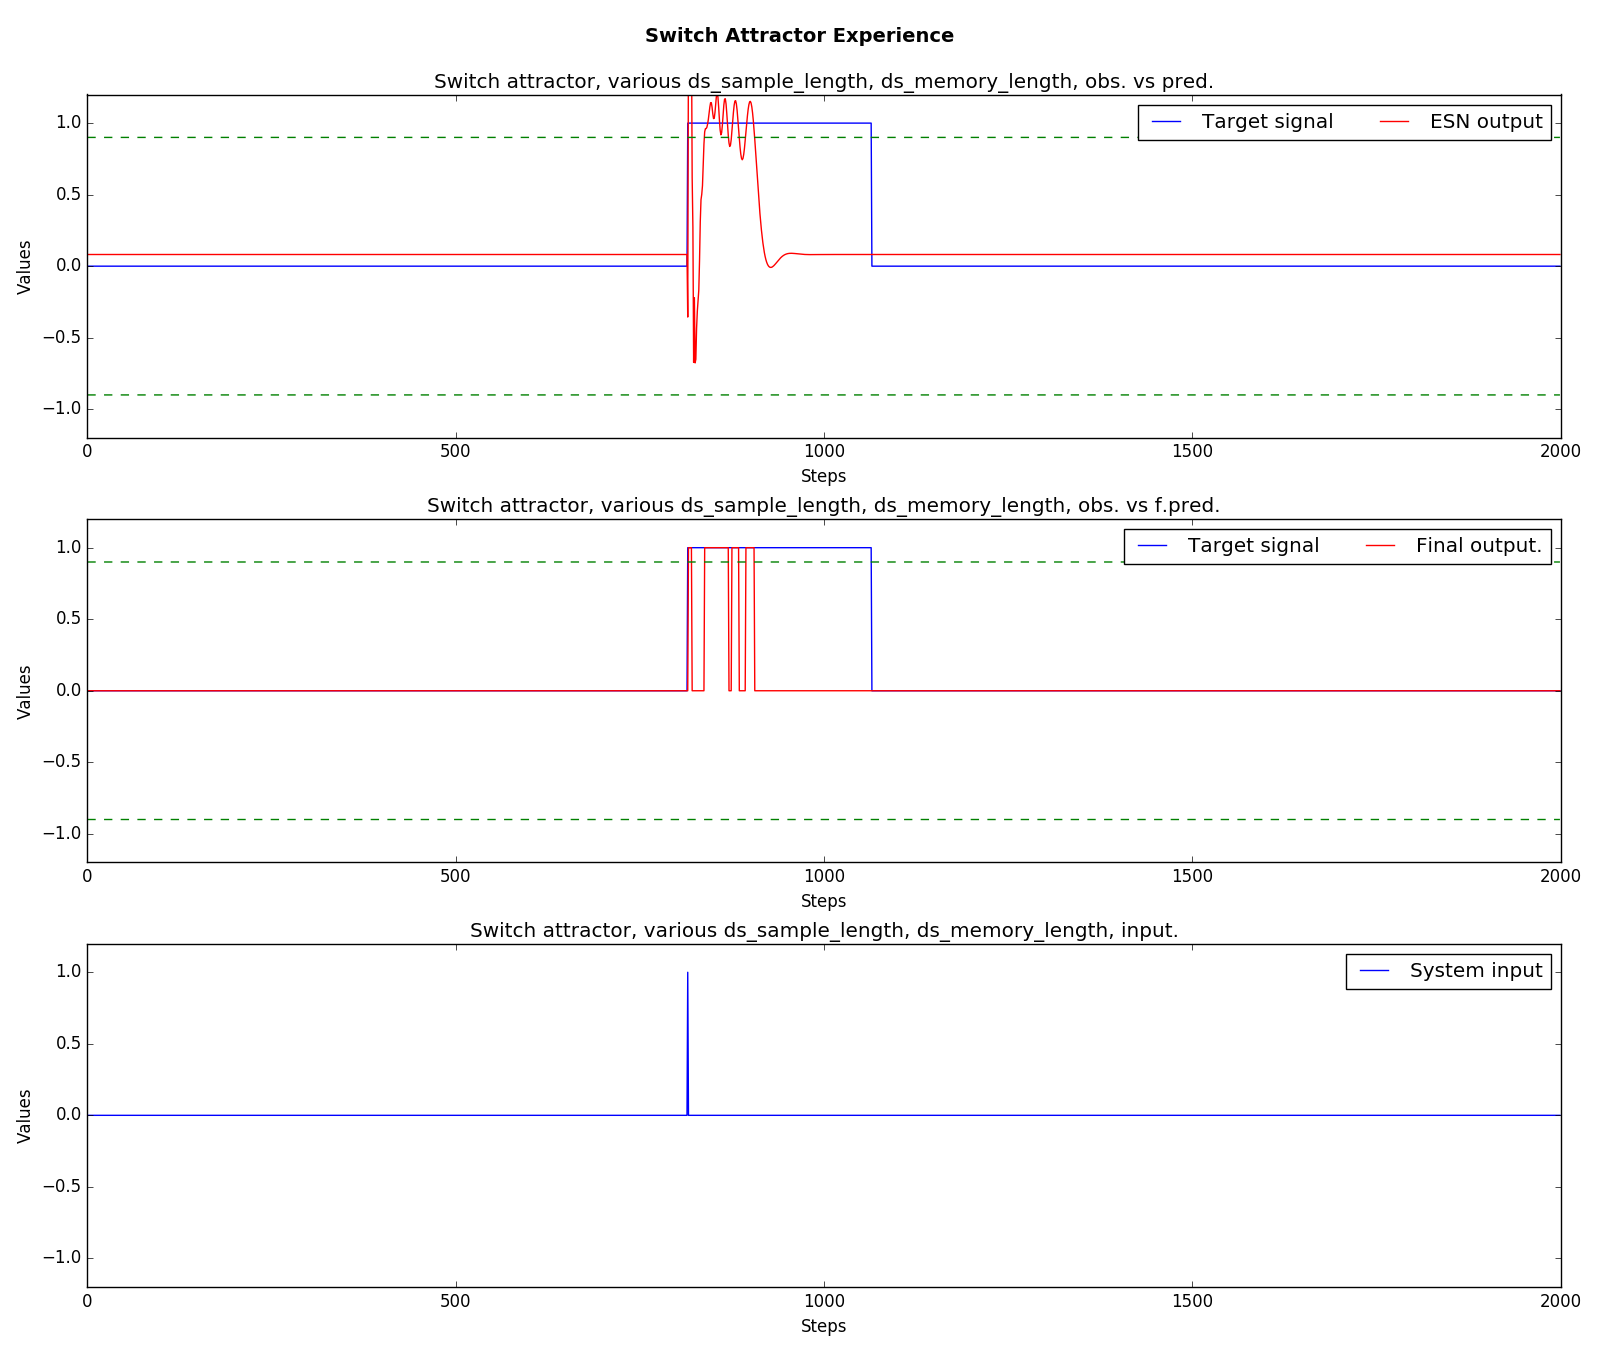 Switch Attractor Experience
Switch attractor, various ds_sample_length, ds_memory_length, obs. vs pred.
Target signal ESN output
1.0
0.5
0.0
−0.5
−1.0
Values
0 500 1000 1500 2000
Steps
Switch attractor, various ds_sample_length, ds_memory_length, obs. vs f.pred.
Target signal Final output.
1.0
0.5
0.0
−0.5
−1.0
Values
0 500 1000 1500 2000
Steps
Switch attractor, various ds_sample_length, ds_memory_length, input.
System input
1.0
0.5
0.0
−0.5
−1.0
Values
0 500 1000 1500 2000
Steps